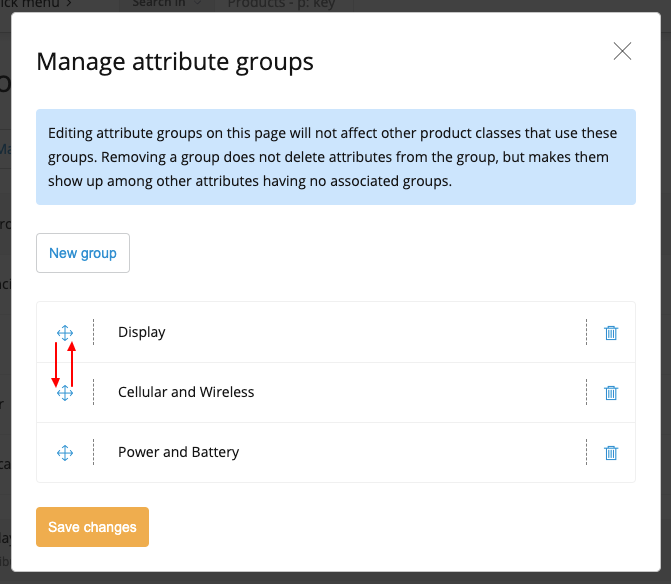 ick menu
Search in
Products - p: key
Manage attribute groups
Editing attribute groups on this page will not affect other product classes that use these
groups. Removing a group does not delete attributes from the group, but makes them
show up among other attributes having no associated groups.
New group
Display
Cellular and Wireless
Power and Battery
Save changes